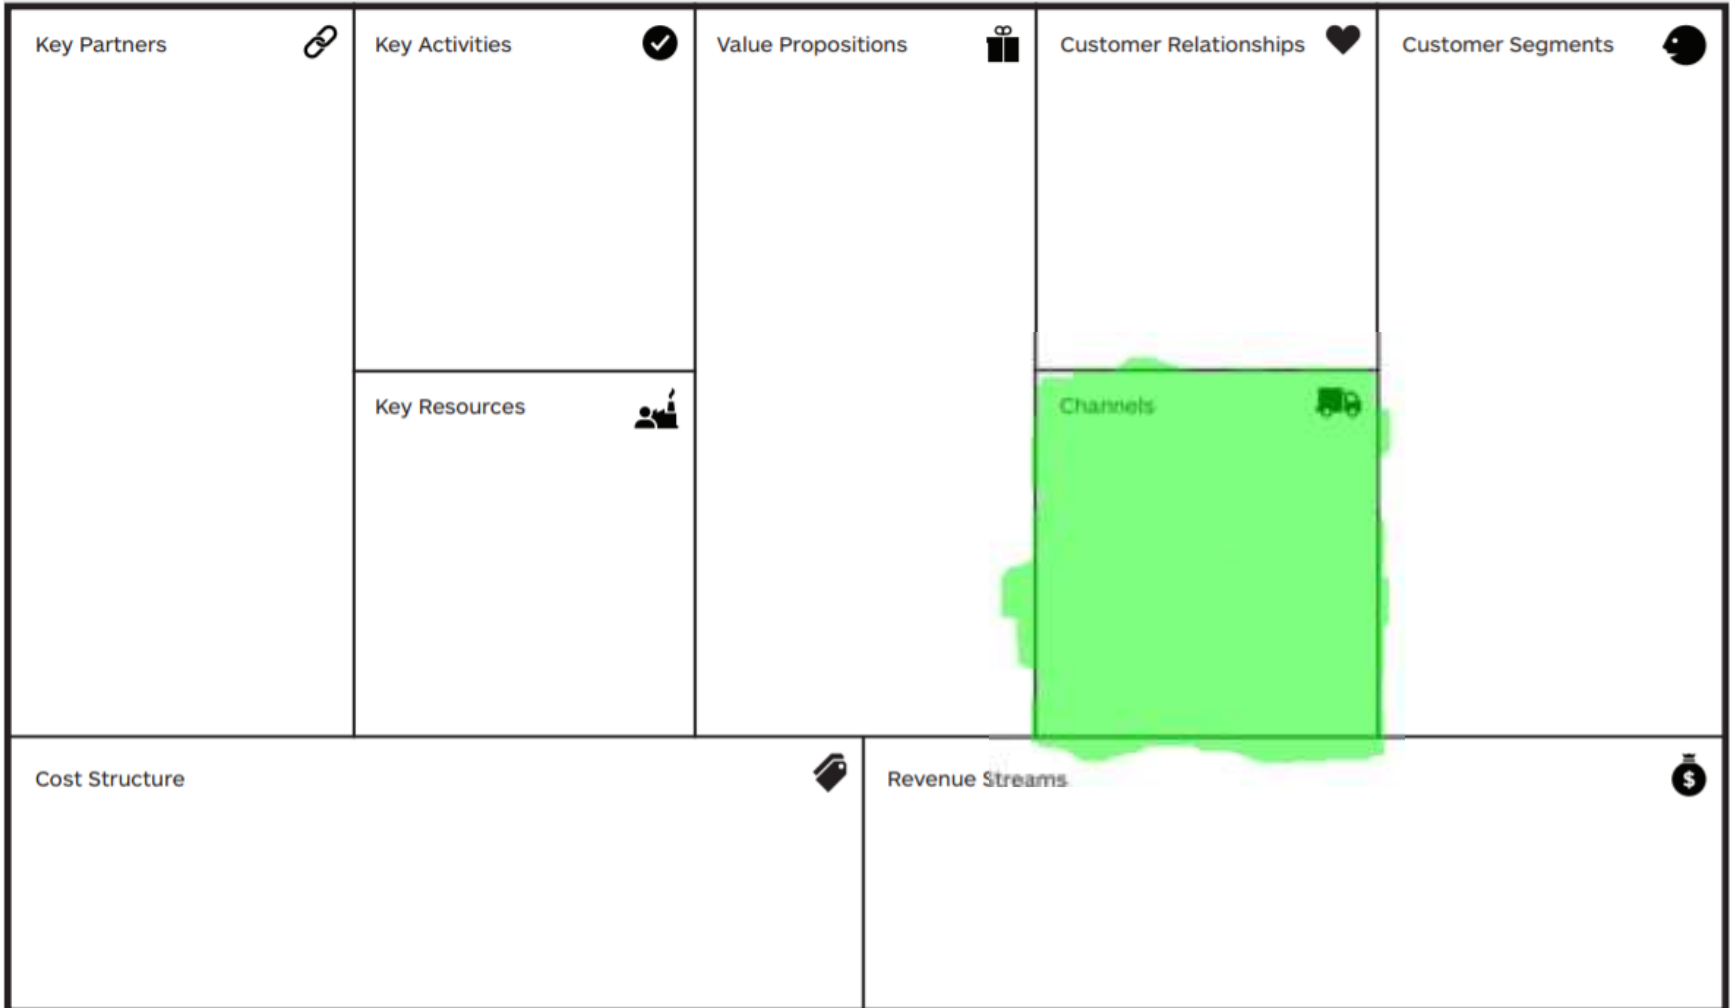 Key Partners
Key Activities
Value Propositions
Customer Relationships
Customer Segments
Key Resources
Channels
Cost Structure
Revenue Streams
$